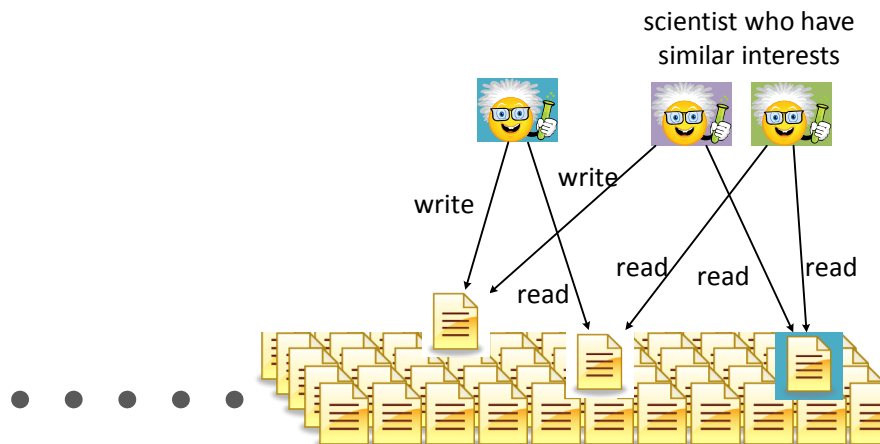 scientist who have
similar interests
write
write
read
read
read
read